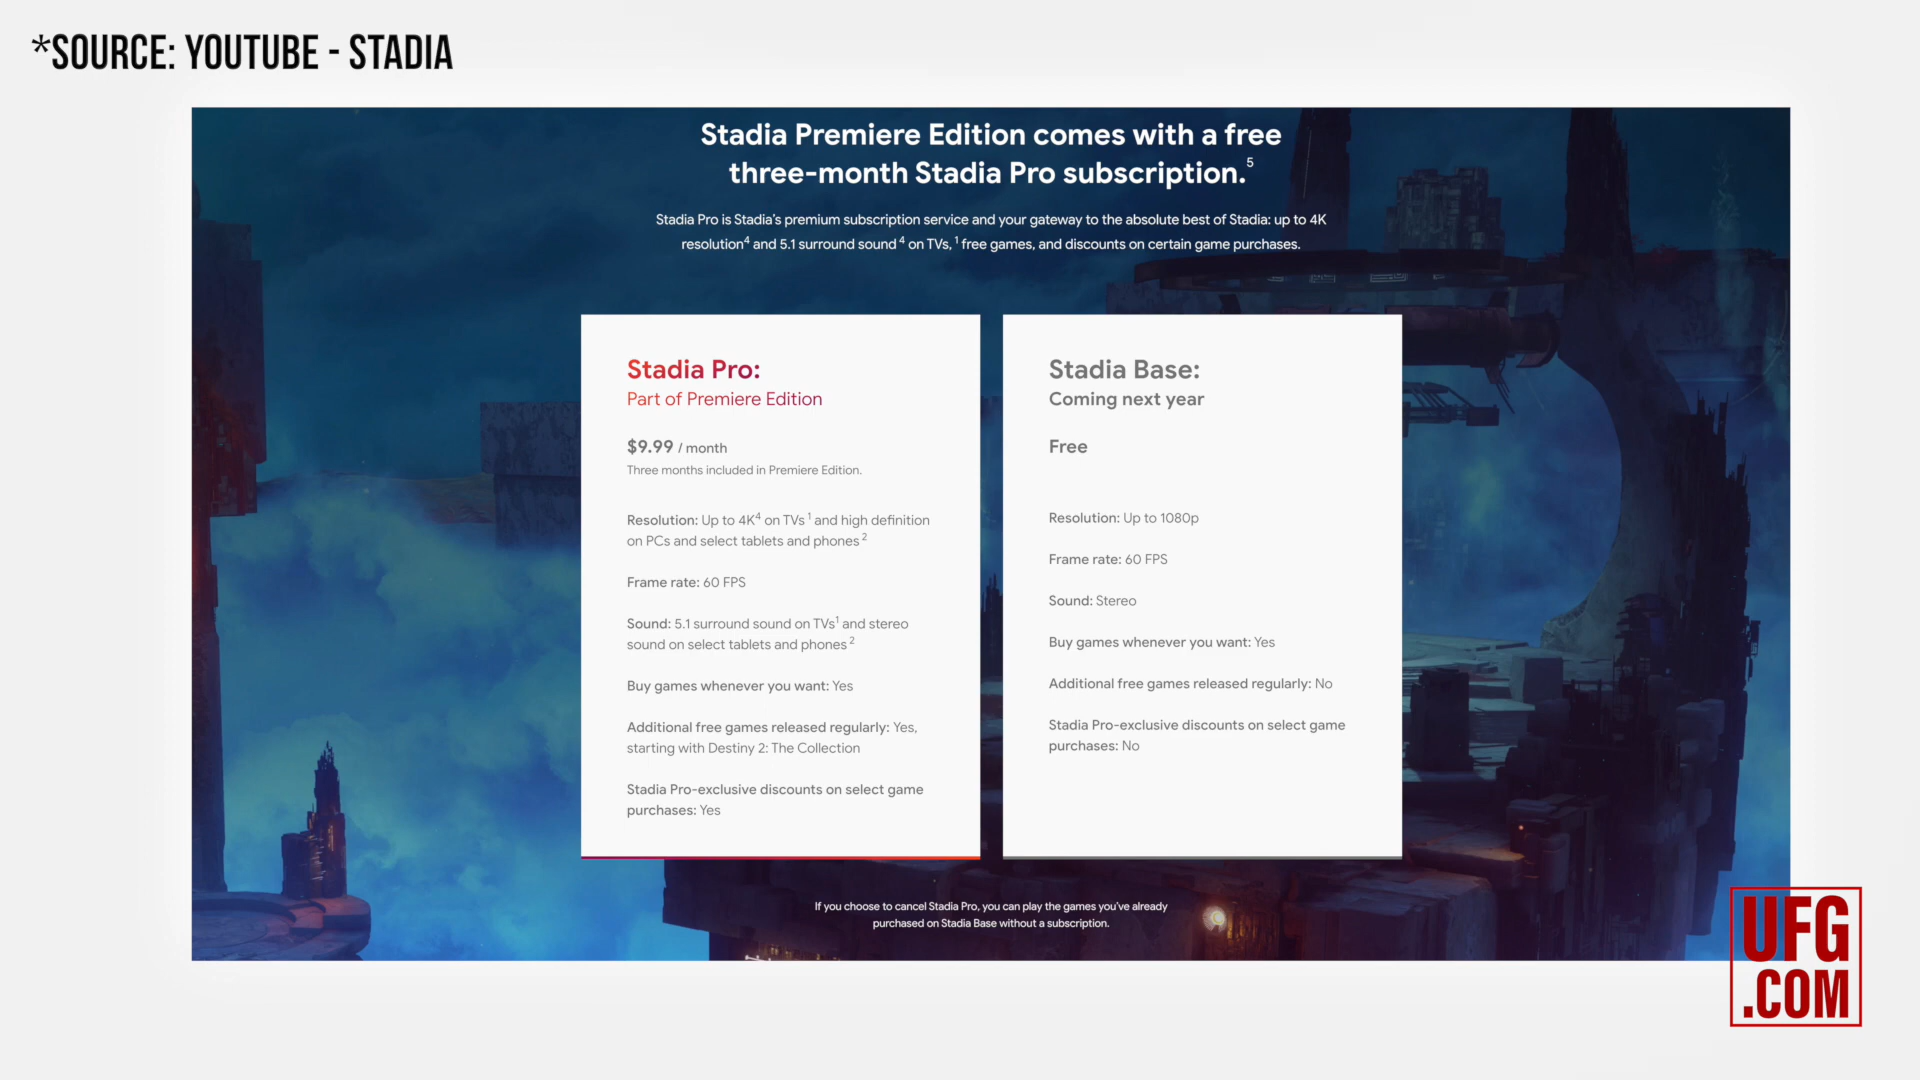 *SOURCE: YOUTUBE - STADIA
Stadia Premiere Edition comes with a free
three-month Stadia Pro subscription.5
Stadia Pro is Stadia's premium subscription service and your gateway to the absolute best of Stadia: up to 4K
resolution4 and 5.1 surround sound 4 on TVs, 1 free games, and discounts on certain game purchases.
Stadia Pro:
Part of Premiere Edition
$9.99 / month
Three months included in Premiere Edition.
Resolution: Up to 4K4 on TVs 1 and high definition
on PCs and select tablets and phones 2
Frame rate: 60 FPS
Sound: 5.1 surround sound on TVs1 and stereo
sound on select tablets and phones 2
Buy games whenever you want: Yes
Additional free games released regularly: Yes,
starting with Destiny 2: The Collection
Stadia Pro-exclusive discounts on select game
purchases: Yes
Stadia Base:
Coming next year
Free
Resolution: Up to 1080p
Frame rate: 60 FPS
Sound: Stereo
Buy games whenever you want: Yes
Additional free games released regularly: No
Stadia Pro-exclusive discounts on select game
purchases: No
If you choose to cancel Stadia Pro, you can play the games you've already
purchased on Stadia Base without a subscription.
UFG
.COM